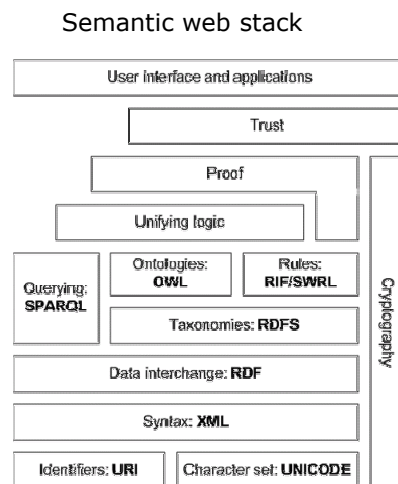 Semantic web stack
User interface and applications
Trust
Proof
Unifying logic
Ontologies:
OWL
Rules:
RIF/SWRL
Querying:
SPARQL
Taxonomies: RDFS
Cryptography
Data interchange: RDF
Syntax: XML
Identifiers: URI
Character set: UNICODE